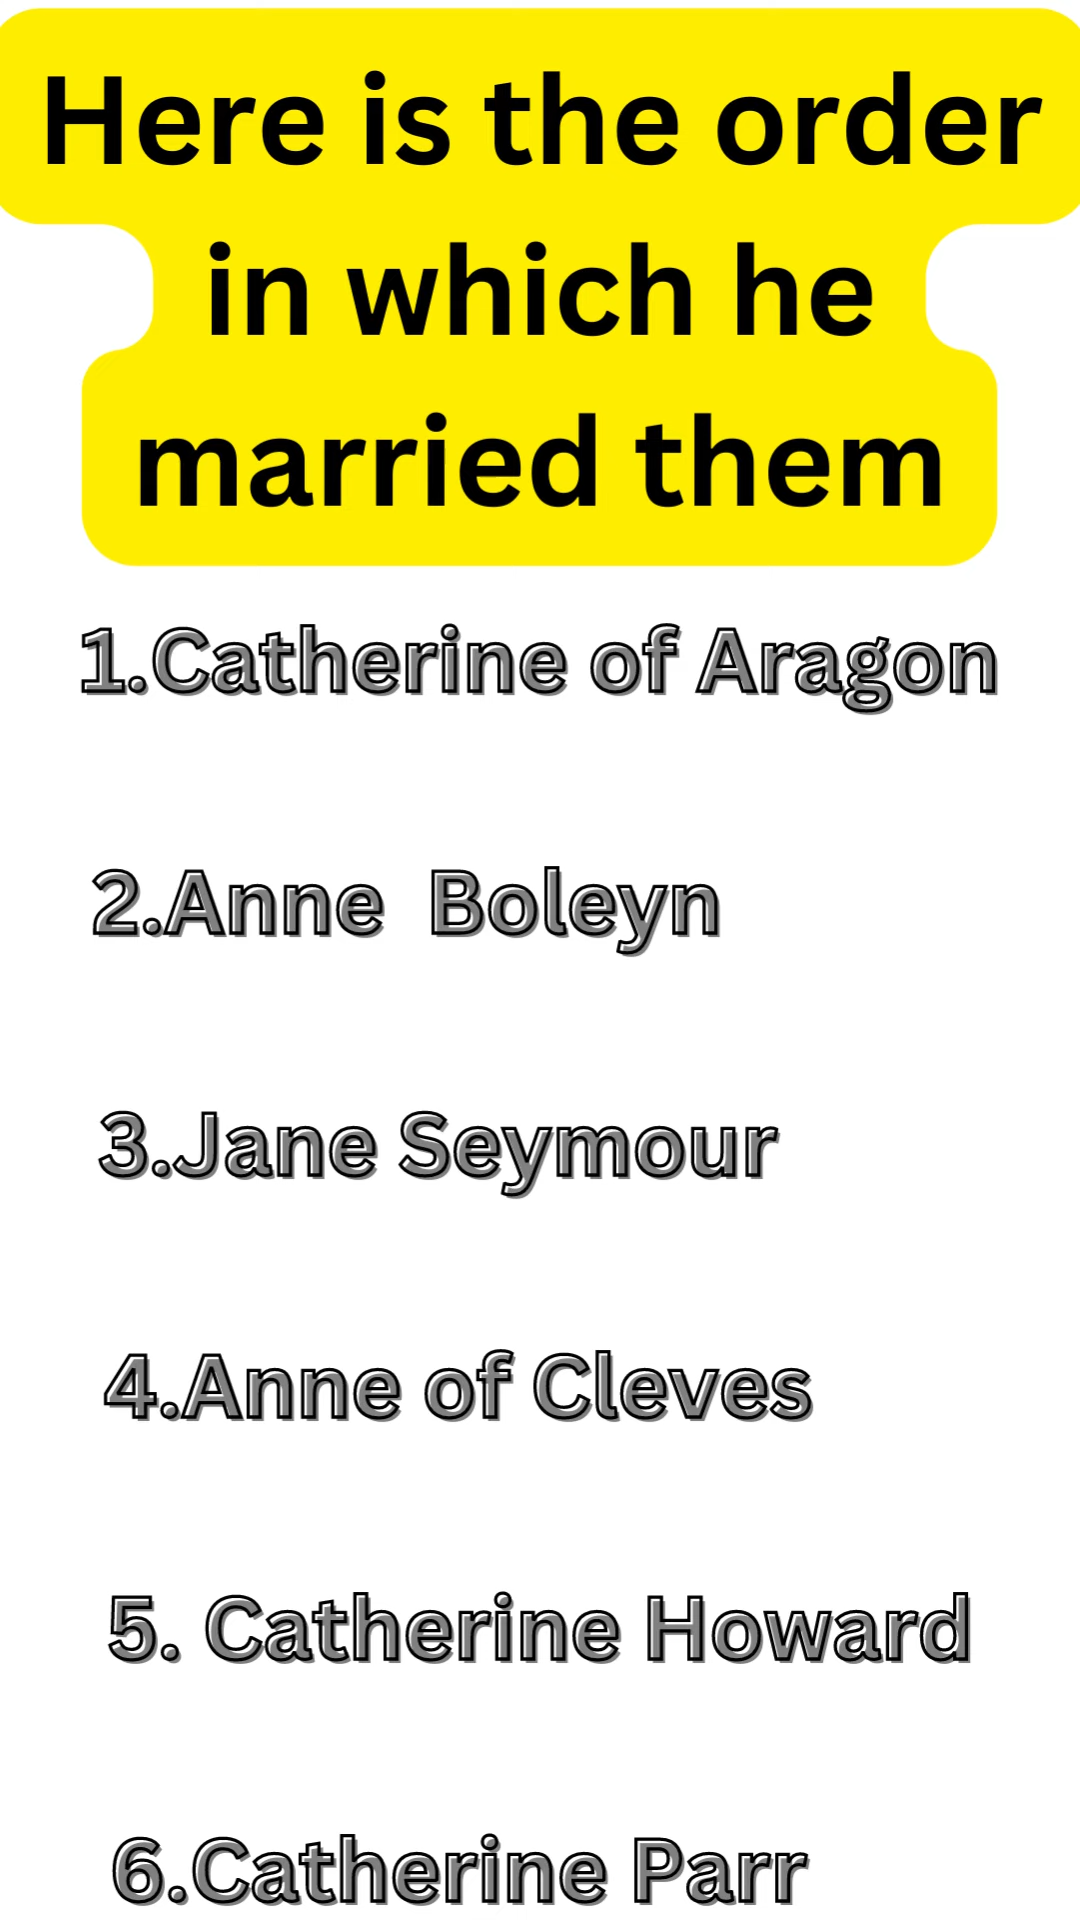 Here is the order
in which he
married them
1.Catherine of Aragon
2.Anne  Boleyn
3.Jane Seymour
4.Anne of Cleves
5. Catherine Howard
6.Catherine Parr